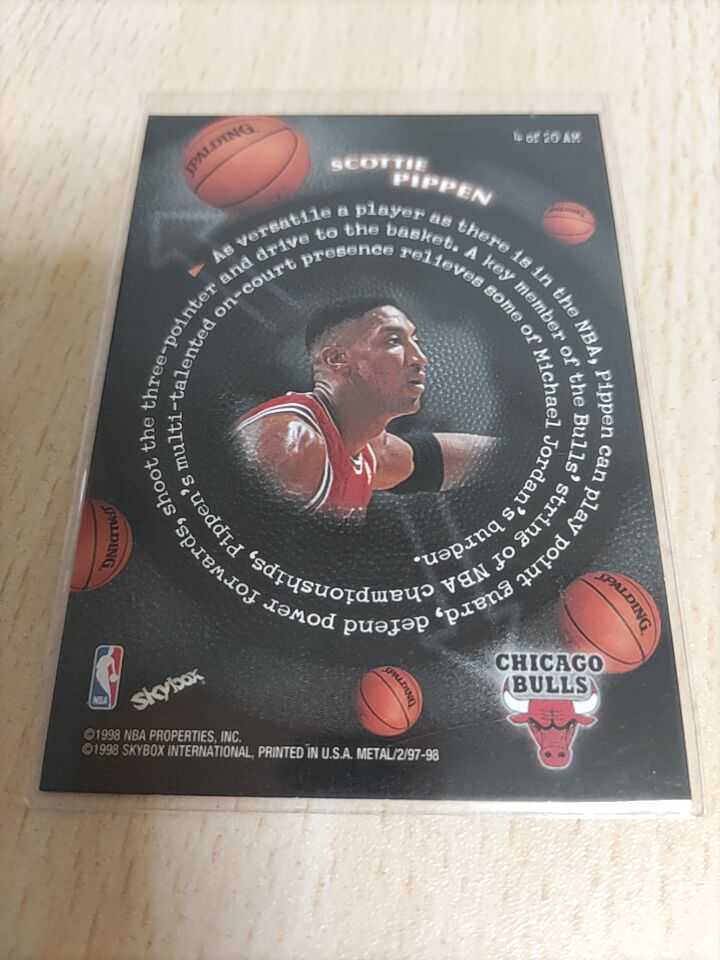 4 of 20 AM
SPALDING
SCOTTIE
PIPPEN
As versatile a player as there is in the NBA, Pippen can play point guard, defend power forwards, shoot the three-pointer and drive to the basket. A key member of the Bulls' string of NBA championships, Pippen's multi-talented on-court presence relieves some of Michael Jordan's burden.
SPALDING
SPALDING
SPALDING
CHICAGO
BULLS
NBA
SkyBox
©1998 NBA PROPERTIES, INC.
©1998 SKYBOX INTERNATIONAL, PRINTED IN U.S.A. METAL/2/97-98